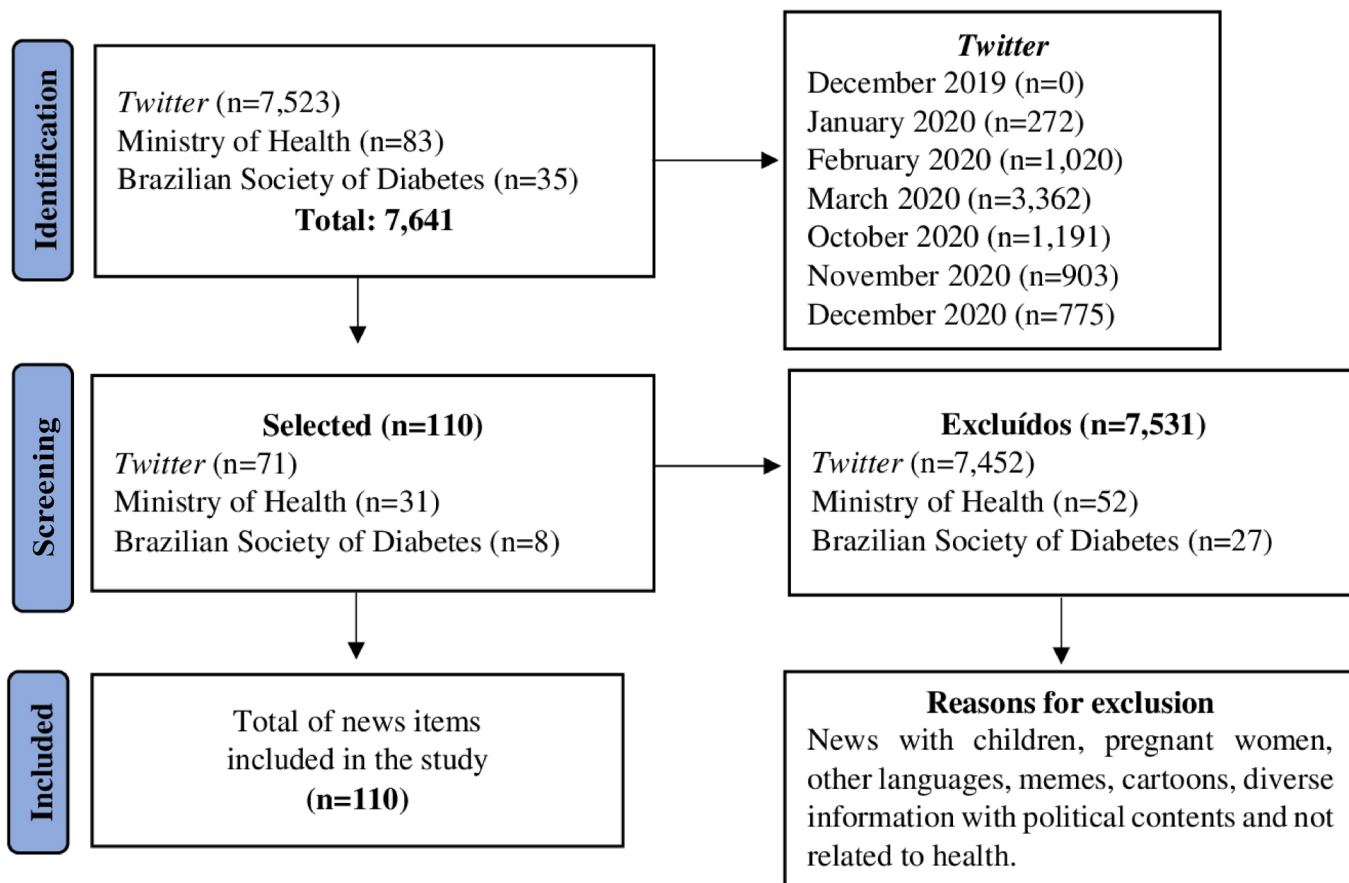 Identification
Twitter (n=7,523)
Ministry of Health (n=83)
Brazilian Society of Diabetes (n=35)
Total: 7,641
Twitter
December 2019 (n=0)
January 2020 (n=272)
February 2020 (n=1,020)
March 2020 (n=3,362)
October 2020 (n=1,191)
November 2020 (n=903)
December 2020 (n=775)
Screening
Selected (n=110)
Twitter (n=71)
Ministry of Health (n=31)
Brazilian Society of Diabetes (n=8)
Excluídos (n=7,531)
Twitter (n=7,452)
Ministry of Health (n=52)
Brazilian Society of Diabetes (n=27)
Included
Total of news items
included in the study
(n=110)
Reasons for exclusion
News with children, pregnant women,
other languages, memes, cartoons, diverse
information with political contents and not
related to health.